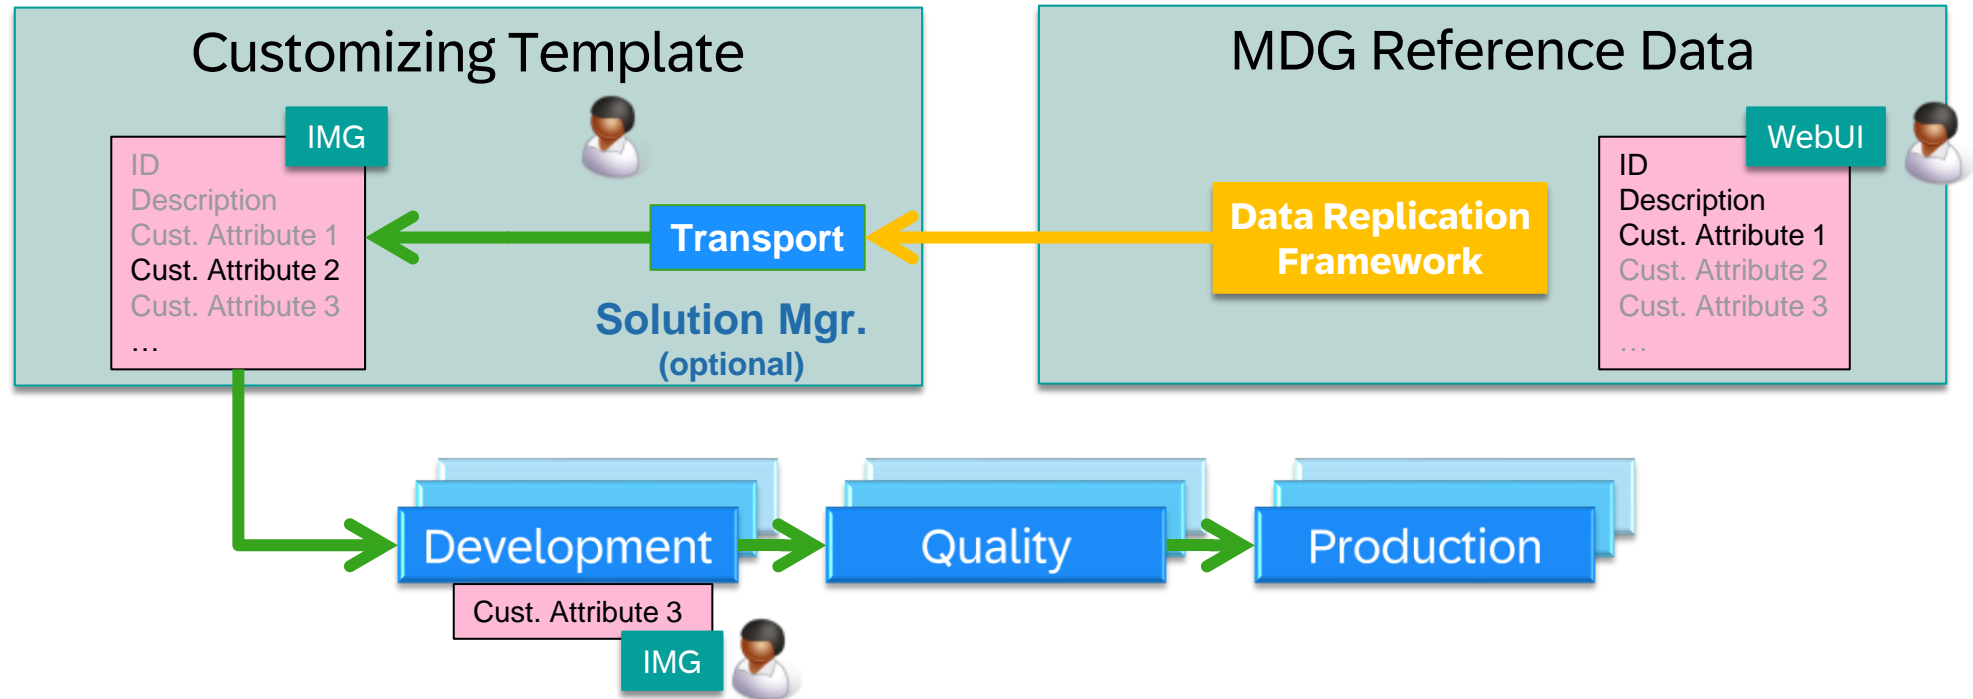 Customizing Template
IMG
ID
Description
Cust. Attribute 1
Cust. Attribute 2
Cust. Attribute 3
…
Transport
Solution Mgr.
(optional)
MDG Reference Data
Data Replication
Framework
WebUI
ID
Description
Cust. Attribute 1
Cust. Attribute 2
Cust. Attribute 3
…
Development
Quality
Production
Cust. Attribute 3
IMG